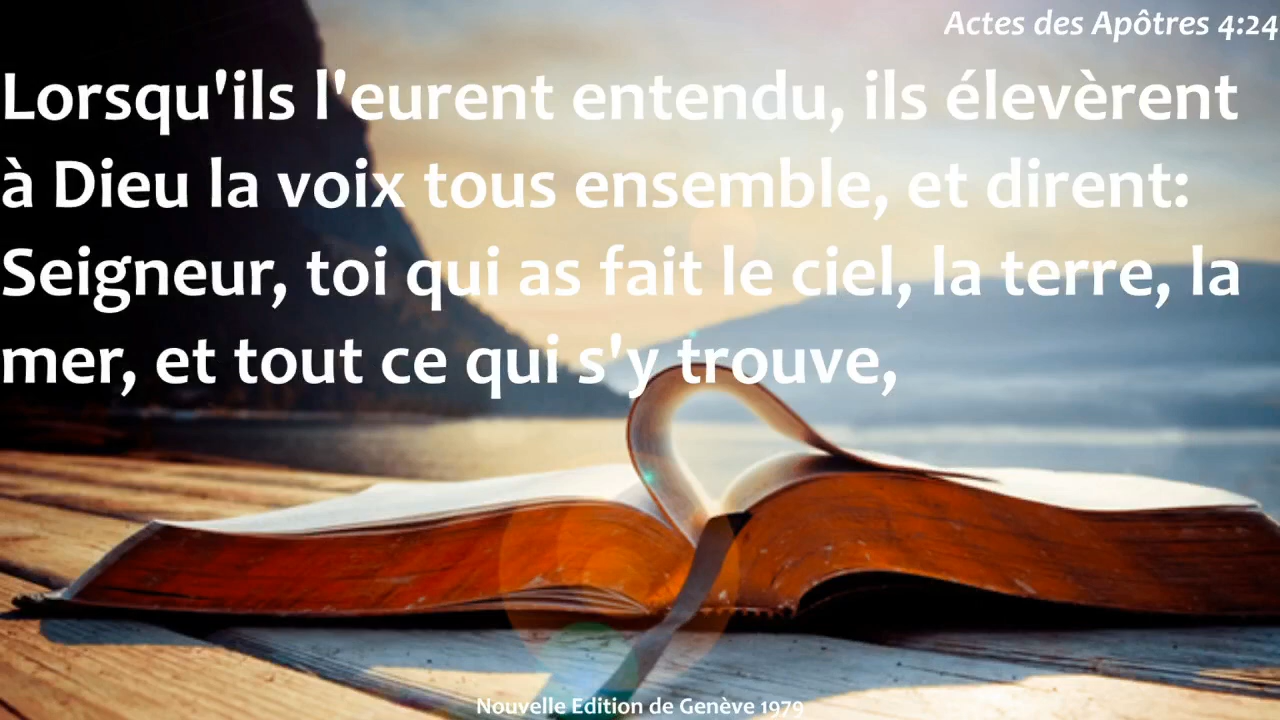 Actes des Apôtres 4:24
Lorsqu'ils l'eurent entendu, ils élevèrent
à Dieu la voix tous ensemble, et dirent:
Seigneur, toi qui as fait le ciel, la terre, la
mer, et tout ce qui s'y trouve,
Nouvelle Edition de Genève 1979